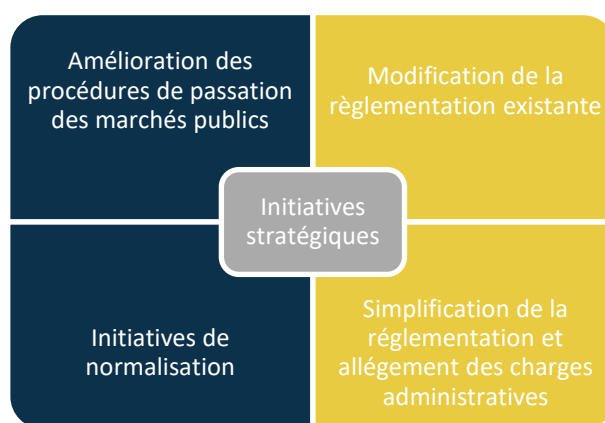 Amélioration des
procédures de passation
des marchés publics
Modification de la
règlementation existante
Initiatives
stratégiques
Initiatives de
normalisation
Simplification de la
réglementation et
allégement des charges
administratives